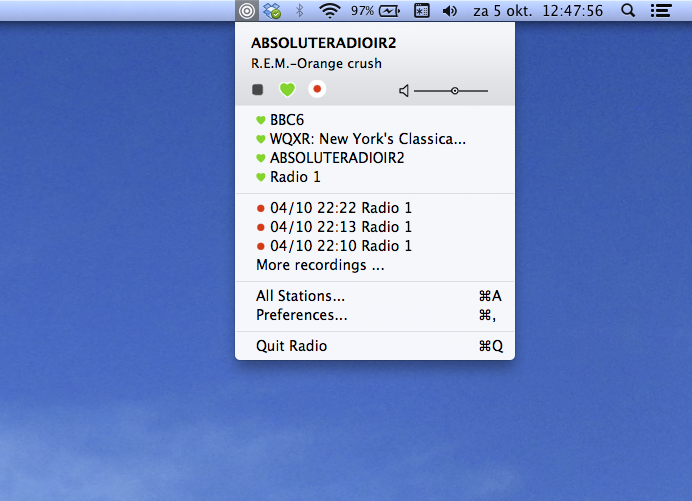 97% za 5 okt. 12:47:56
ABSOLUTERADIOIR2
R.E.M.-Orange crush
BBC6
WQXR: New York's Classica...
ABSOLUTERADIOIR2
Radio 1
04/10 22:22 Radio 1
04/10 22:13 Radio 1
04/10 22:10 Radio 1
More recordings ...
All Stations... ⌘A
Preferences... ⌘,
Quit Radio ⌘Q